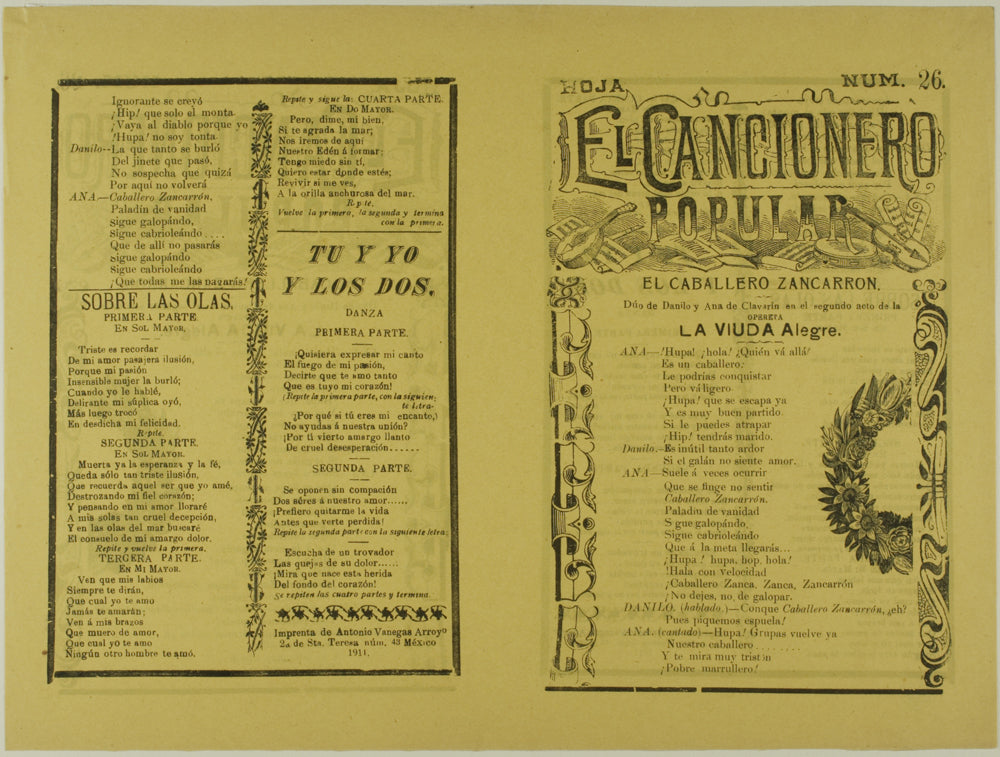 HOJA NUM. 26.
EL CANCIONERO
POPULAR
EL CABALLERO ZANCARRON.
Dúo de Danilo y Ana de Clavarin en el segundo acto de la
OPERETA
LA VIUDA Alegre.
ANA—¡Hupa! ¡hola! ¿Quién vá allá?
Es un caballero.
Le podrías conquistar
Pero vá ligero
¡Hupa! que se escapa ya
Y es muy buen partido
Si le puedes atrapar
¡Hip! tendrás marido.
Danilo.—Es inútil tanto ardor
Si el galán no siente amor.
ANA—Suele á veces ocurrir
Que se finge no sentir
Caballero Zancarrón.
Paladín de vanidad
S gue galopándo,
Sigue cabrioleándo
Que á la meta llegarás...
¡Hupa! hupa, hop, hola!
!Hala con velocidad
¡Caballero Zanca, Zanca, Zancarrón
¡No dejes, no, de galopar.
DANILO. (hablado.)—Conque Caballero Zancarrón, ¿eh?
Pues piquemos espuela!
ANA. (cantado)—Hupa! Grupas vuelve ya
Nuestro caballero........
Y te mira muy tristón
¡Pobre marrullero!
Ignorante se creyó
¡Hip! que solo el monta.
¡Vaya al diablo porque yo
!Hupa! no soy tonta.
Danilo--La que tanto se burló
Del jinete que pasó,
No sospecha que quizá
Por aquí no volverá
ANA.—Caballero Zancarrón,
Paladín de vanidad
Sigue galopándo,
Sigue cabrioleándo....
Que de allí no pasarás
Sigue galopándo
Sigue cabrioleándo
¡Que todas me las pagarás!
SOBRE LAS OLAS.
PRIMERA PARTE.
EN SOL MAYOR.
Triste es recordar
De mi amor pasajera ilusión,
Porque mi pasión
Insensible mujer la burló;
Cuando yo le hablé,
Delirante mi súplica oyó,
Más luego trocó
En desdicha mi felicidad.
R-pite.
SEGUNDA PARTE.
EN SOL MAYOR.
Muerta ya la esperanza y la fé,
Queda sólo tan triste ilusión,
Que recuerda aquel ser que yo amé,
Destrozando mi fiel corazón;
Y pensando en mi amor lloraré
A mis solas tan cruel decepción,
Y en las olas del mar buscaré
El consuelo de mi amargo dolor.
Repite y vuelve la primera.
TERCERA PARTE.
EN MI MAYOR.
Ven que mis labios
Siempre te dirán,
Que cual yo te amo
Jamás te amarán;
Ven á mis brazos
Que muero de amor,
Que cual yo te amo
Ningún otro hombre te amó.
Repite y sigue la: CUARTA PARTE.
EN DO MAYOR.
Pero, dime, mi bien,
Si te agrada la mar;
Nos iremos de aquí
Nuestro Edén á formar;
Tengo miedo sin tí,
Quiero estar donde estés;
Revivir si me ves,
A la orilla anchurosa del mar.
R-p te.
Vuelve la primera, la segunda y termina
con la primera.
TU Y YO
Y LOS DOS.
DANZA
PRIMERA PARTE.
¡Quisiera expresar mi canto
El fuego de mi pasión,
Decirte que te amo tanto
Que es tuyo mi corazón!
¡Repite la primera parte, con la siguien-
te letra-
¿Por qué si tú eres mi encanto,)
No ayudas á nuestra unión?
¡Por tí vierto amargo llanto
De cruel desesperación......
SEGUNDA PARTE.
Se oponen sin compación
Dos séres á nuestro amor......
¡Prefiero quitarme la vida
Antes que verte perdida!
Repite la segunda parte con la siguiente letra:
Escucha de un trovador
Las quejas de su dolor......
¡Mira que nace esta herida
Del fondo del corazón!
Se repiten las cuatro partes y termina.
Imprenta de Antonio Vanegas Arroyo
2a de Sta. Teresa núm. 43 México
1911.